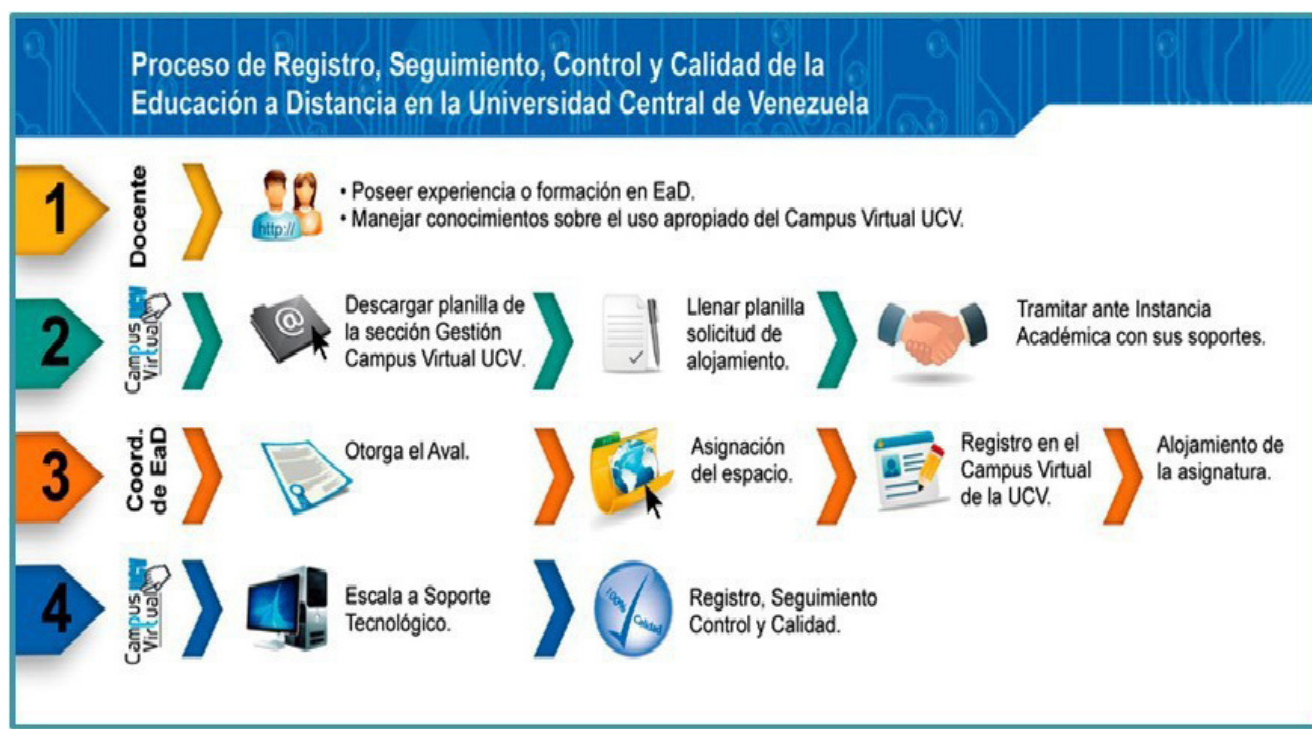 Proceso de Registro, Seguimiento, Control y Calidad de la
Educación a Distancia en la Universidad Central de Venezuela
1
Docente
http://
• Poseer experiencia o formación en EaD.
• Manejar conocimientos sobre el uso apropiado del Campus Virtual UCV.
2
Campus UCV
Virtual
@
Descargar planilla de
la sección Gestión
Campus Virtual UCV.
Llenar planilla
solicitud de
alojamiento.
Tramitar ante Instancia
Académica con sus soportes.
3
Coord.
de EaD
Otorga el Aval.
Asignación
del espacio.
Registro en el
Campus Virtual
de la UCV.
Alojamiento de
la asignatura.
4
Campus UCV
Virtual
Escala a Soporte
Tecnológico.
100%
Calidad
Registro, Seguimiento
Control y Calidad.